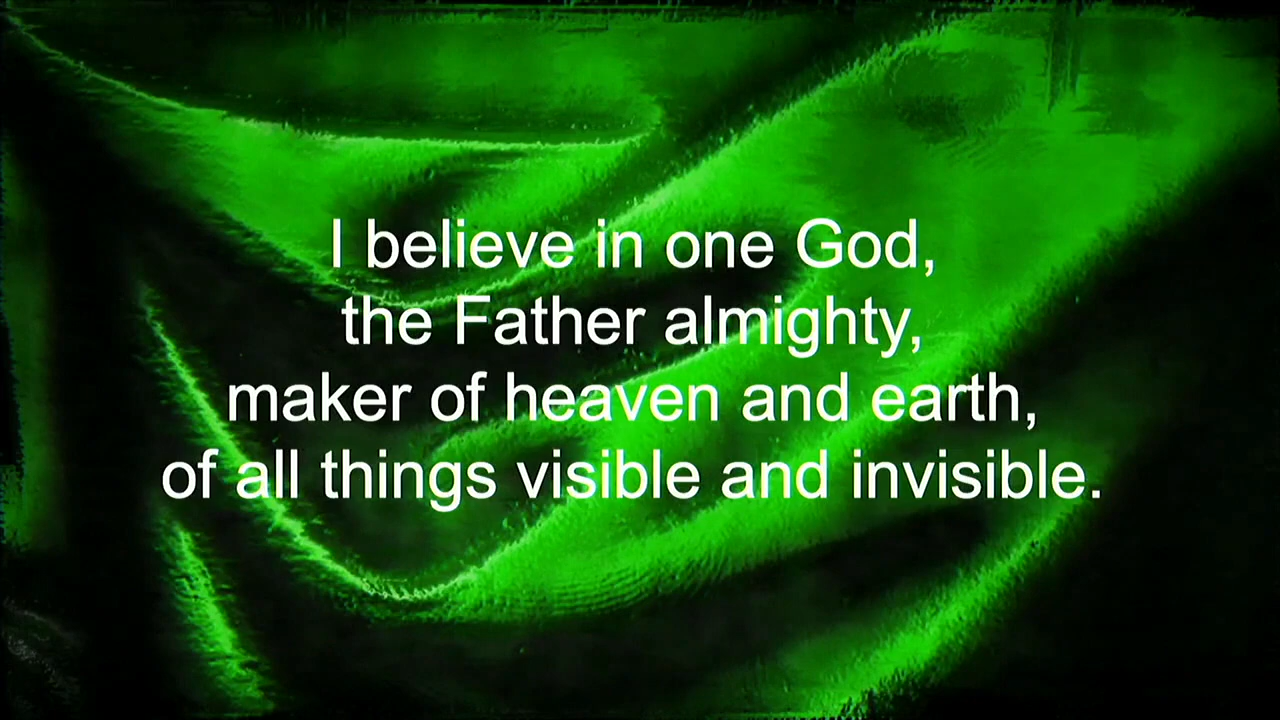 I believe in one God,
the Father almighty,
maker of heaven and earth,
of all things visible and invisible.